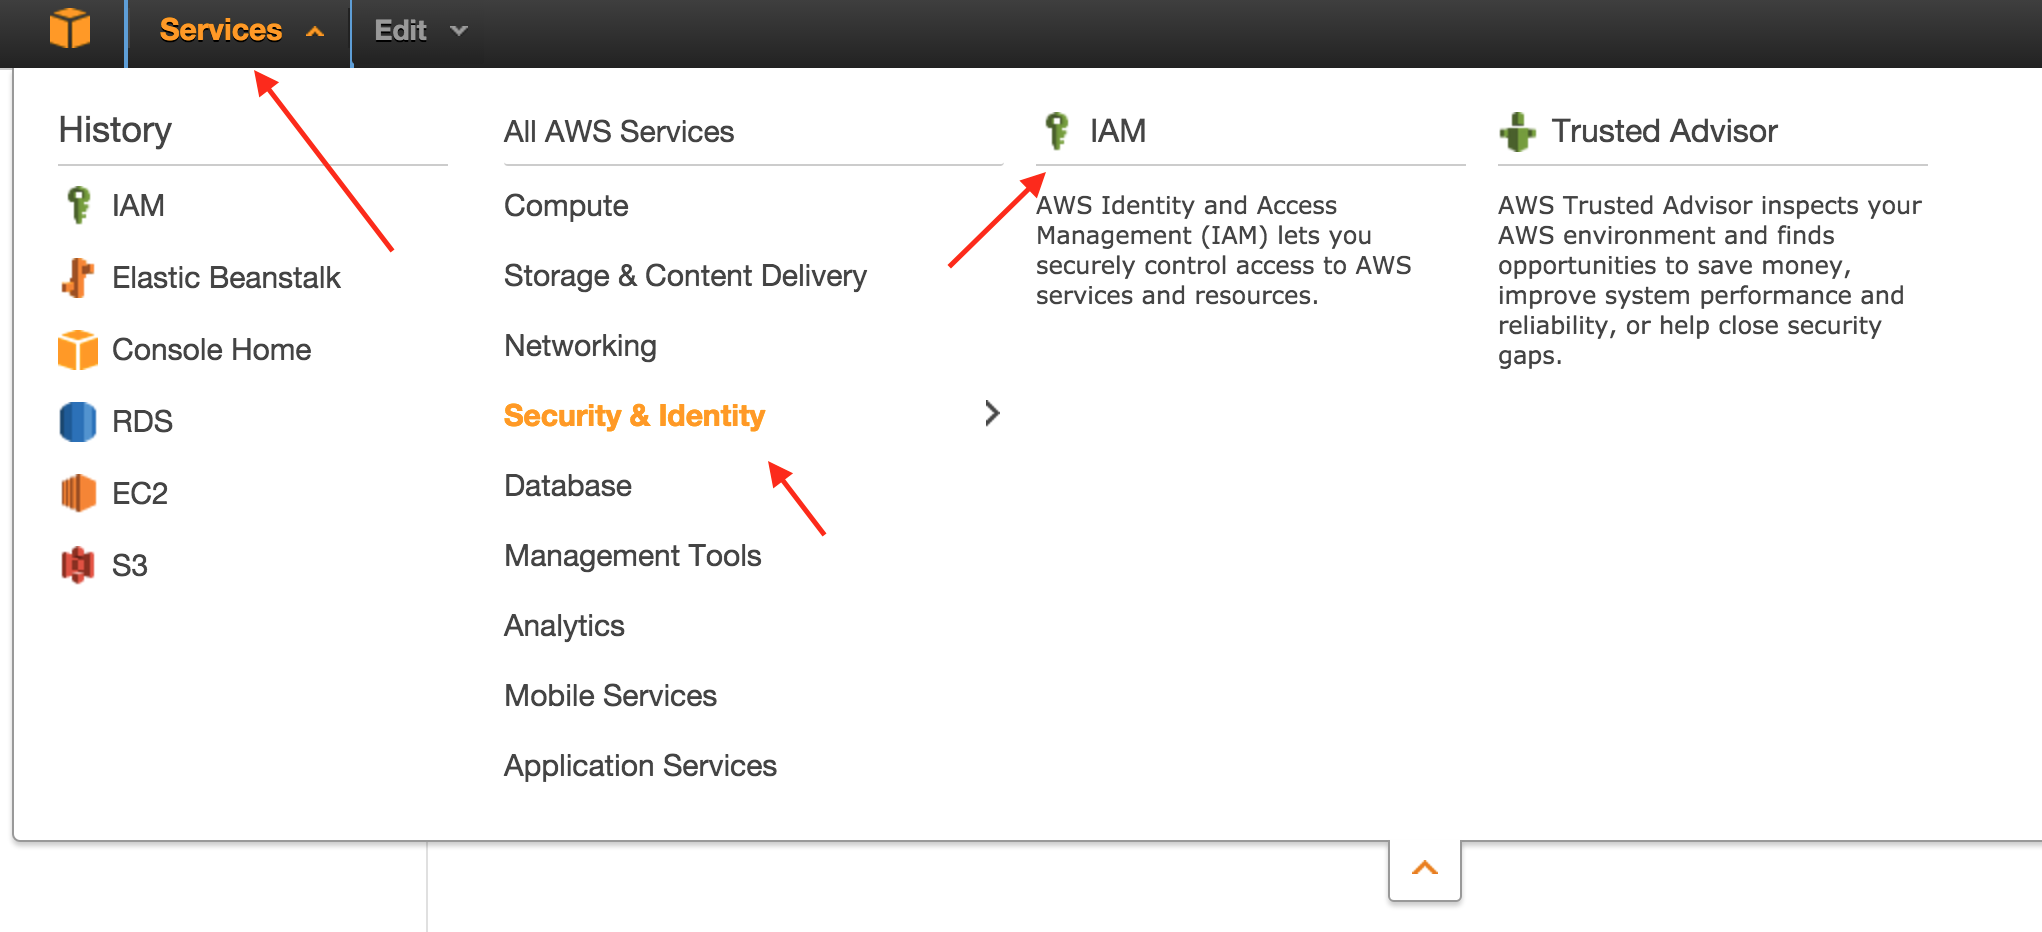 Services
Edit
History
IAM
Elastic Beanstalk
Console Home
RDS
EC2
S3
All AWS Services
Compute
Storage & Content Delivery
Networking
Security & Identity
Database
Management Tools
Analytics
Mobile Services
Application Services
IAM
AWS Identity and Access
Management (IAM) lets you
securely control access to AWS
services and resources.
Trusted Advisor
AWS Trusted Advisor inspects your
AWS environment and finds
opportunities to save money,
improve system performance and
reliability, or help close security
gaps.